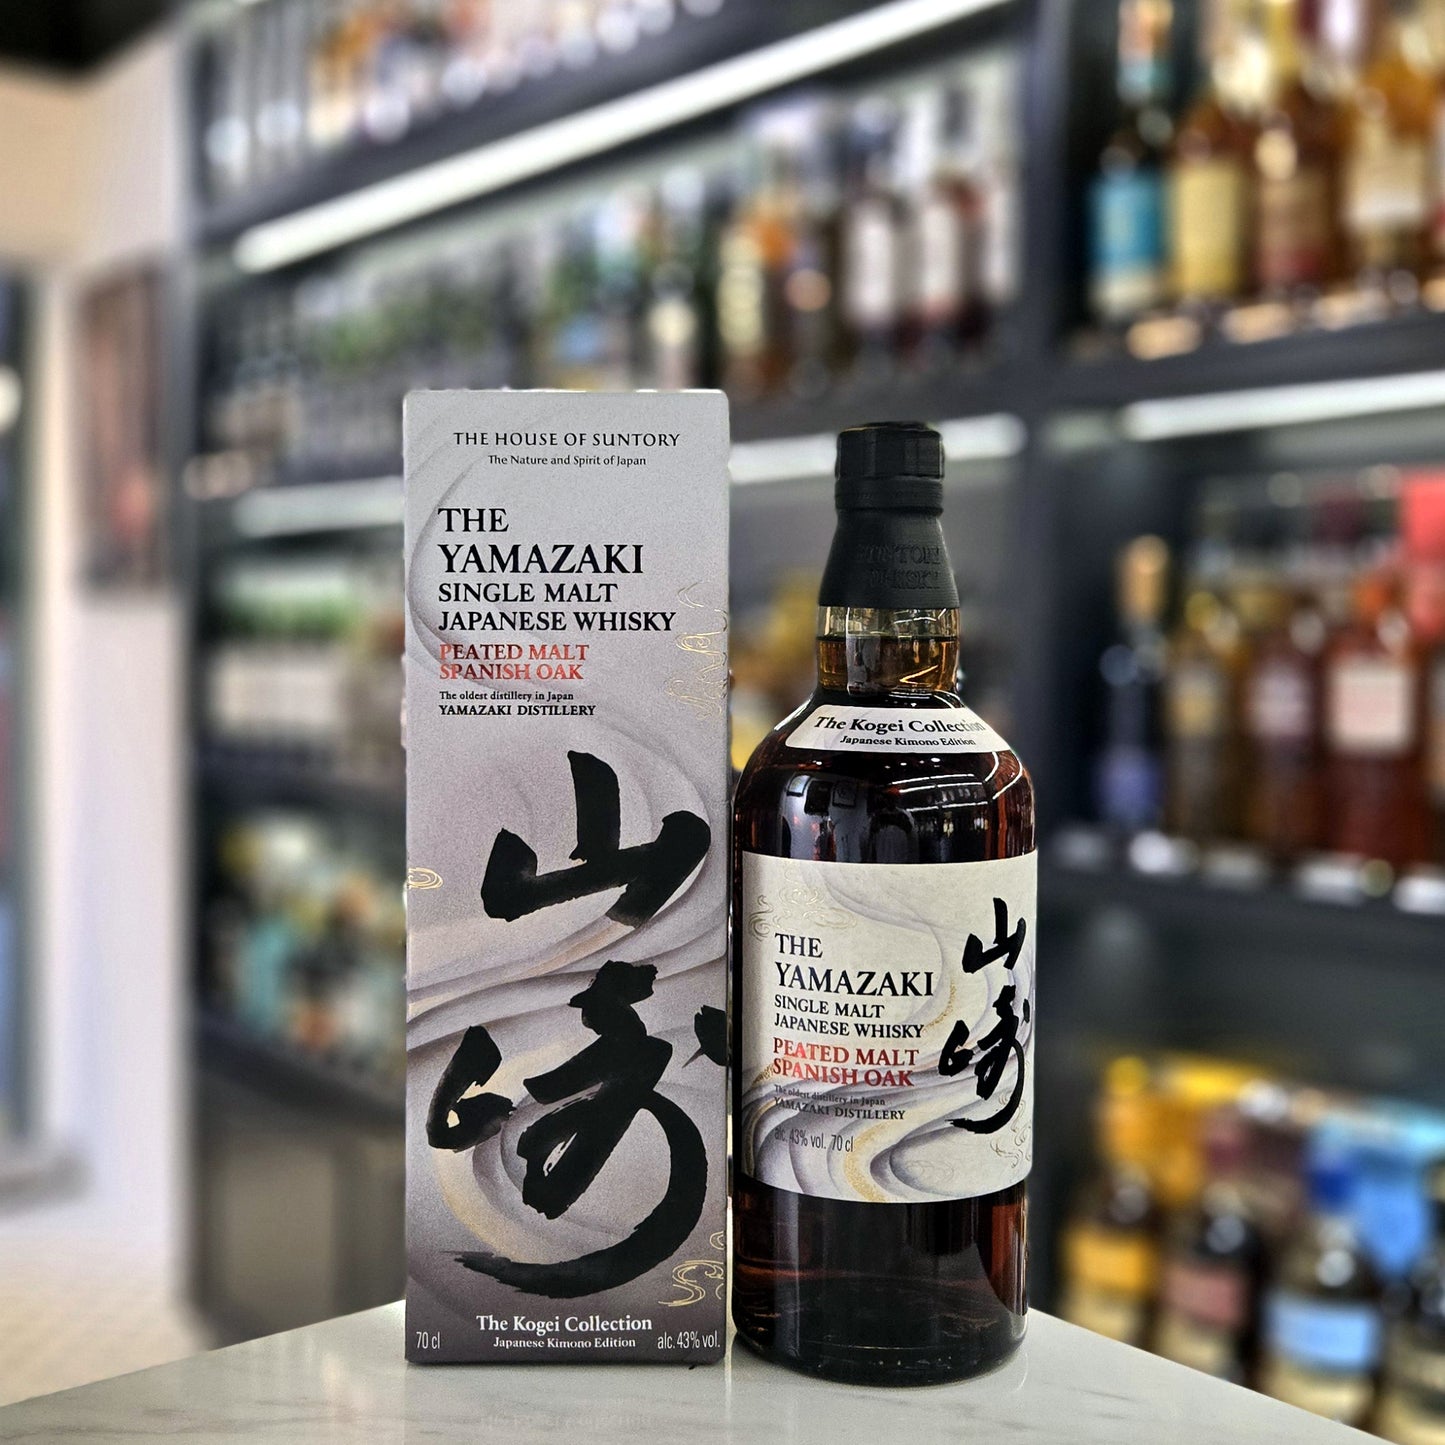 THE HOUSE OF SUNTORY
The Nature and Spirit of Japan
THE
YAMAZAKI
SINGLE MALT
JAPANESE WHISKY
PEATED MALT
SPANISH OAK
The oldest distillery in Japan
YAMAZAKI DISTILLERY
山
崎
The Kogei Collection
Japanese Kimono Edition
70 cl
alc. 43% vol.
SUNTORY
WHISKY
The Kogei Collection
Japanese Kimono Edition
THE
YAMAZAKI
SINGLE MALT
JAPANESE WHISKY
PEATED MALT
SPANISH OAK
The oldest distillery in Japan
YAMAZAKI DISTILLERY
alc. 43% vol. 70 cl
山
崎